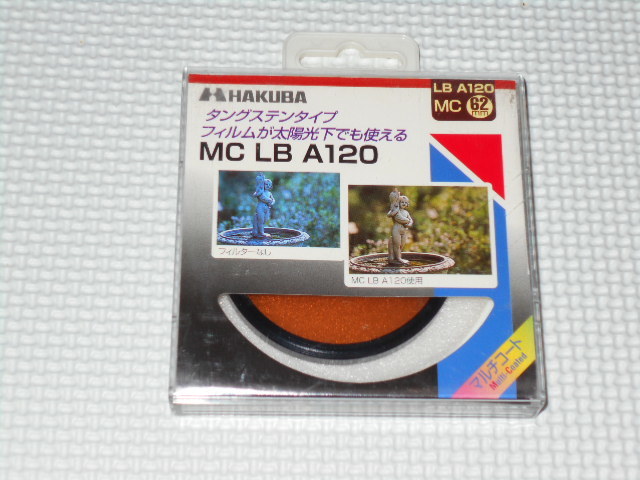 HAKUBA
LB A120
MC 62mm
タングステンタイプ
フィルムが太陽光下でも使える
MC LB A120
フィルターなし
MC LB A120使用
マルチコート
Multi-Coated